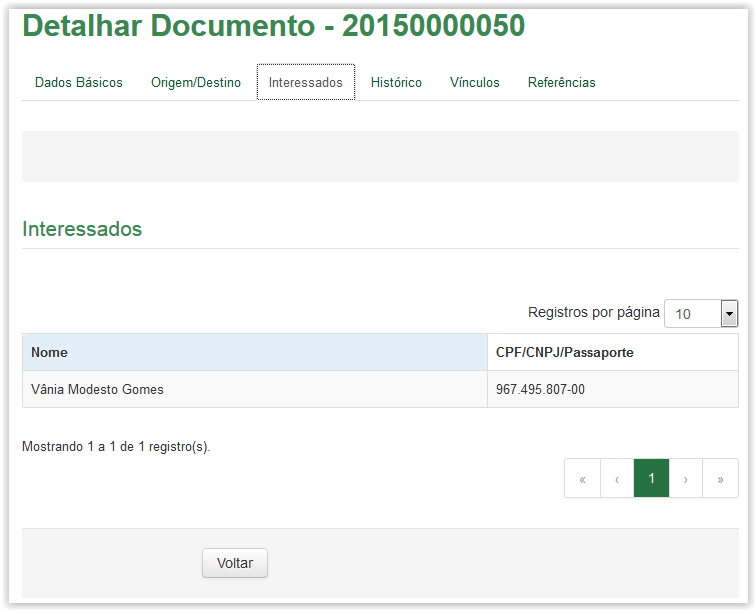 Detalhar Documento - 20150000050
Dados Básicos Origem/Destino Interessados Histórico Vínculos Referências
Interessados
Registros por página 10
Nome CPF/CNPJ/Passaporte
Vânia Modesto Gomes 967.495.807-00
Mostrando 1 a 1 de 1 registro(s).
« ‹ 1 › »
Voltar